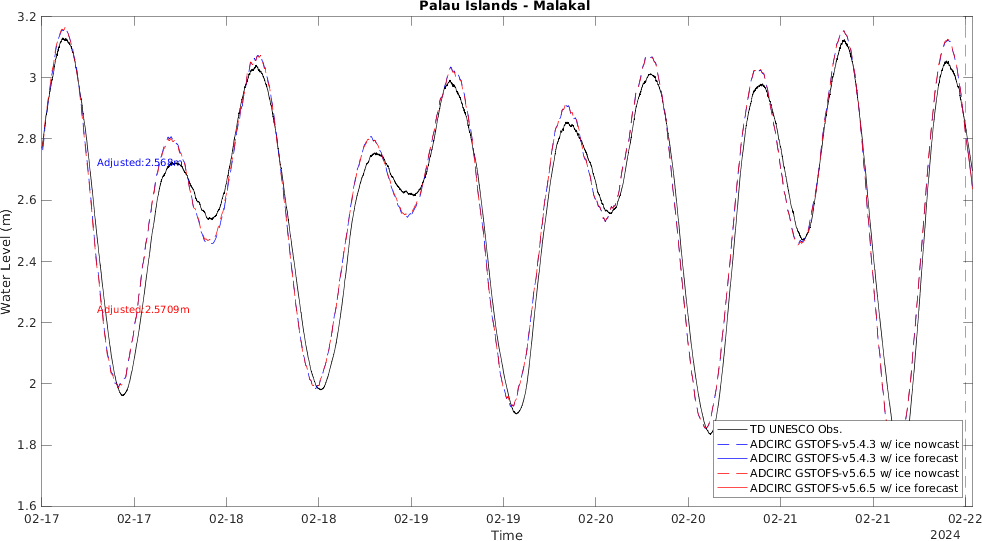 Palau Islands - Malakal
3.2
3
2.8
2.6
2.4
2.2
2
1.8
1.6
Water Level (m)
Adjusted:2.568m
Adjusted:2.5709m
TD UNESCO Obs.
ADCIRC GSTOFS-v5.4.3 w/ ice nowcast
ADCIRC GSTOFS-v5.4.3 w/ ice forecast
ADCIRC GSTOFS-v5.6.5 w/ ice nowcast
ADCIRC GSTOFS-v5.6.5 w/ ice forecast
02-17 02-17 02-18 02-18 02-19 02-19 02-20 02-20 02-21 02-21 02-22
Time
2024